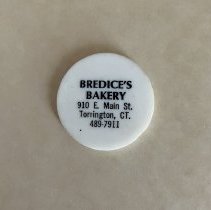 BREDICE'S
BAKERY
910 E. Main St.
Torrington, CT.
489-7911